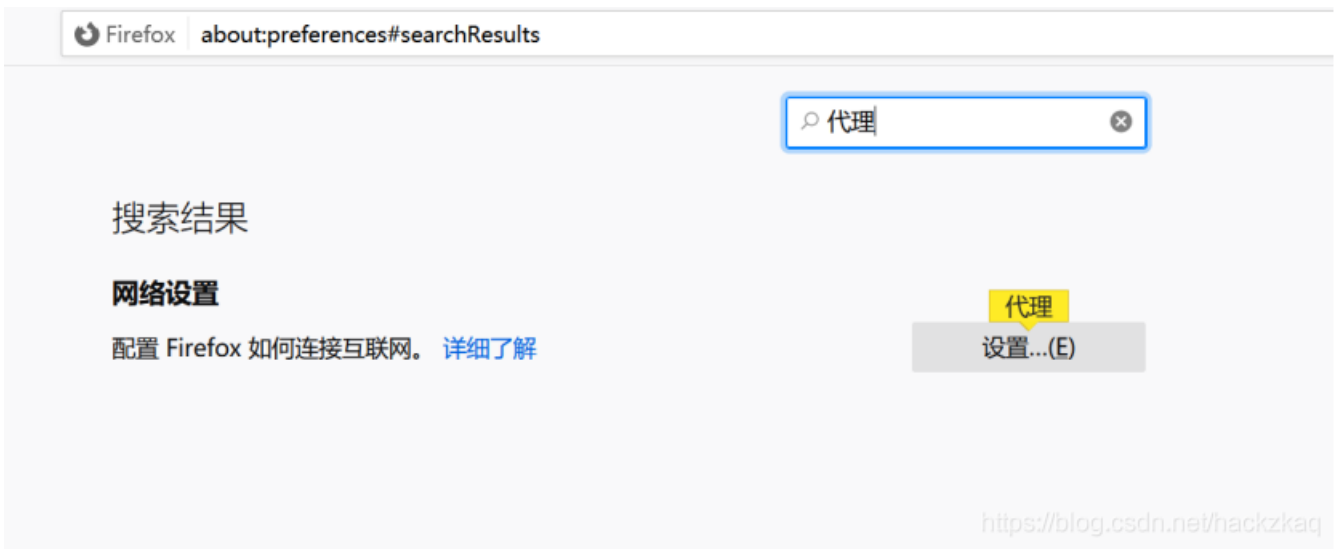 Firefox about:preferences#searchResults
代理
搜索结果
网络设置
代理
配置 Firefox 如何连接互联网。 详细了解 设置...(E)
https://blog.csdn.net/hackzkaq